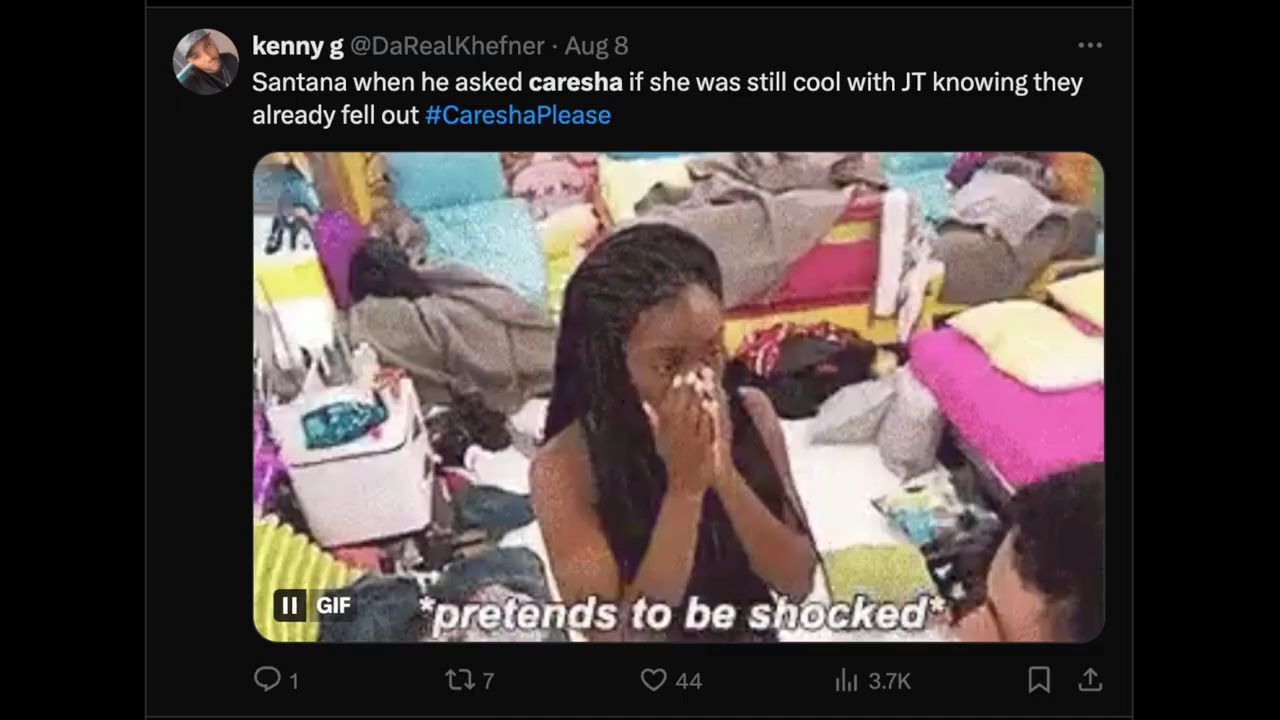 kenny g @DaRealKhefner · Aug 8
Santana when he asked caresha if she was still cool with JT knowing they
already fell out #CareshaPlease
GIF
*pretends to be shocked*
1 7 44 3.7K